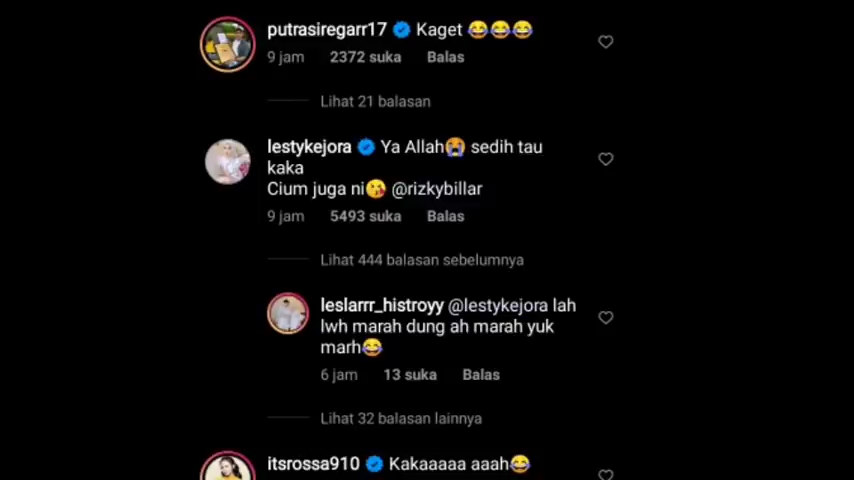 putrasiregarr17 Kaget 😂😂😂
9 jam 2372 suka Balas
Lihat 21 balasan
lestykejora Ya Allah😭 sedih tau
kaka
Cium juga ni😘 @rizkybillar
9 jam 5493 suka Balas
Lihat 444 balasan sebelumnya
leslarrr_histroyy @lestykejora lah
lwh marah dung ah marah yuk
marh😂
6 jam 13 suka Balas
Lihat 32 balasan lainnya
itsrossa910 Kakaaaaa aaah😂